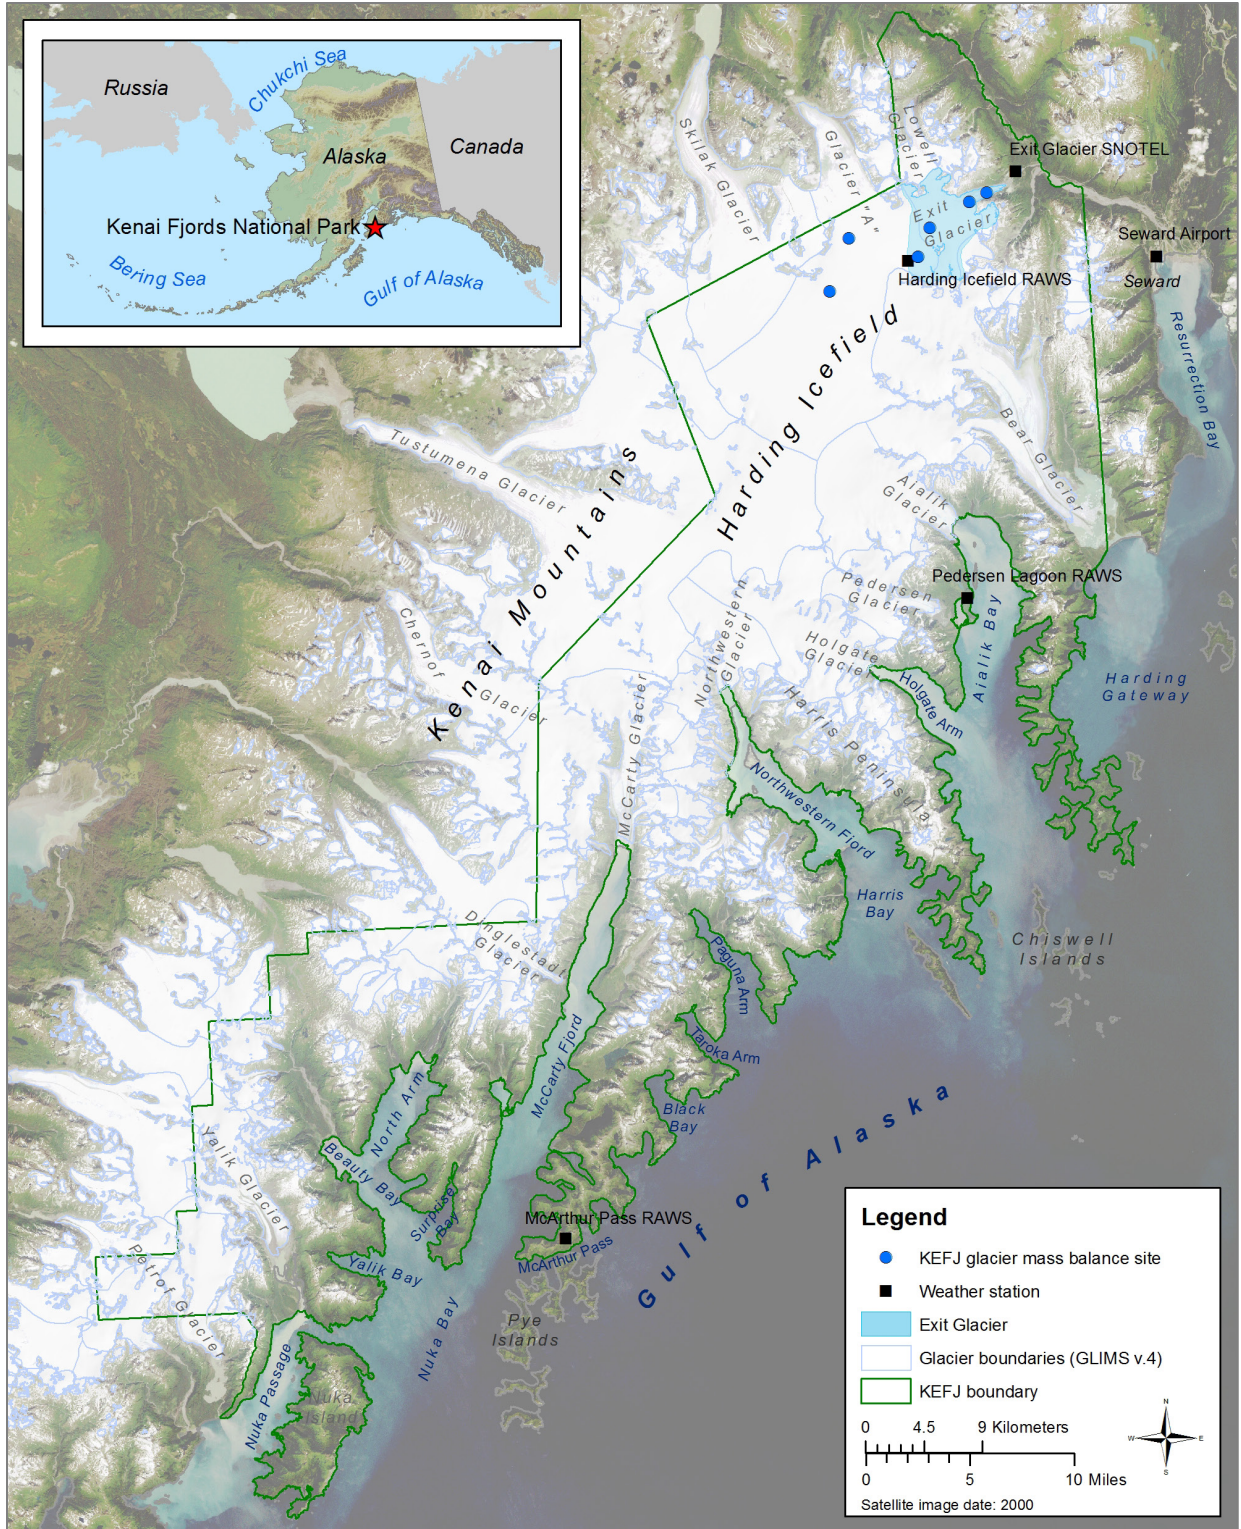 Russia
Chukchi Sea
Alaska
Canada
Kenai Fjords National Park
Bering Sea
Gulf of Alaska
Skilak Glacier
Glacier "A"
Lowell
Glacier
Exit Glacier SNOTEL
Exit
Glacier
Seward Airport
Seward
Harding Icefield RAWS
Resurrection Bay
Harding Icefield
Kenai Mountains
Tustumena Glacier
Bear Glacier
Aialik
Glacier
Pedersen Lagoon RAWS
Pedersen
Glacier
Aialik Bay
Chernof Glacier
Northwestern
Glacier
Holgate
Glacier
Holgate Arm
Harding
Gateway
McCarty Glacier
Harris Peninsula
Northwestern Fjord
Harris
Bay
Dinglestadt
Glacier
Paguna Arm
Chiswell
Islands
McCarty Fjord
Taroka Arm
North Arm
Black
Bay
Beauty Bay
Surprise
Bay
Yalik Glacier
Gulf of Alaska
McArthur Pass RAWS
McArthur Pass
Yalik Bay
Petrof Glacier
Nuka Bay
Pye
Islands
Nuka Passage
Nuka
Island
Legend
KEFJ glacier mass balance site
Weather station
Exit Glacier
Glacier boundaries (GLIMS v.4)
KEFJ boundary
0 4.5 9 Kilometers
0 5 10 Miles
Satellite image date: 2000
N
W E
S